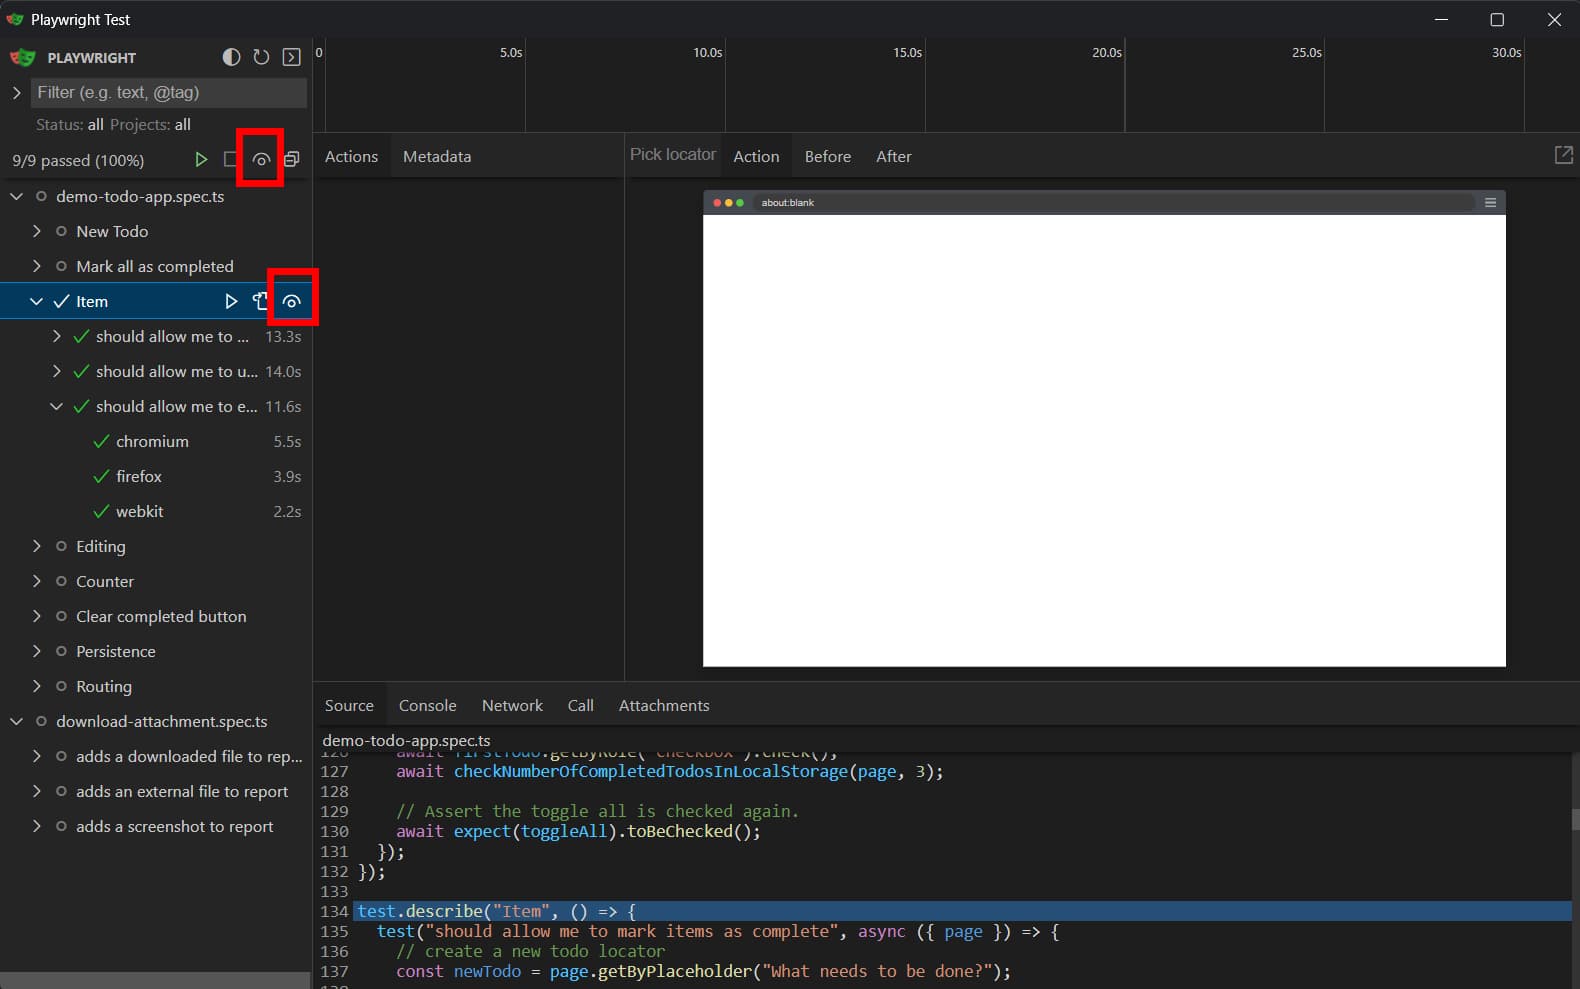 Playwright Test
PLAYWRIGHT
Filter (e.g. text, @tag)
Status: all Projects: all
9/9 passed (100%)
demo-todo-app.spec.ts
New Todo
Mark all as completed
Item
should allow me to ... 13.3s
should allow me to u... 14.0s
should allow me to e... 11.6s
chromium 5.5s
firefox 3.9s
webkit 2.2s
Editing
Counter
Clear completed button
Persistence
Routing
download-attachment.spec.ts
adds a downloaded file to rep...
adds an external file to report
adds a screenshot to report
0 5.0s 10.0s 15.0s 20.0s 25.0s 30.0s
Actions Metadata
Pick locator Action Before After
about:blank
Source Console Network Call Attachments
demo-todo-app.spec.ts
126 await firstTodo.getByRole("checkbox").check();
127 await checkNumberOfCompletedTodosInLocalStorage(page, 3);
128
129 // Assert the toggle all is checked again.
130 await expect(toggleAll).toBeChecked();
131 });
132 });
133
134 test.describe("Item", () => {
135 test("should allow me to mark items as complete", async ({ page }) => {
136 // create a new todo locator
137 const newTodo = page.getByPlaceholder("What needs to be done?");